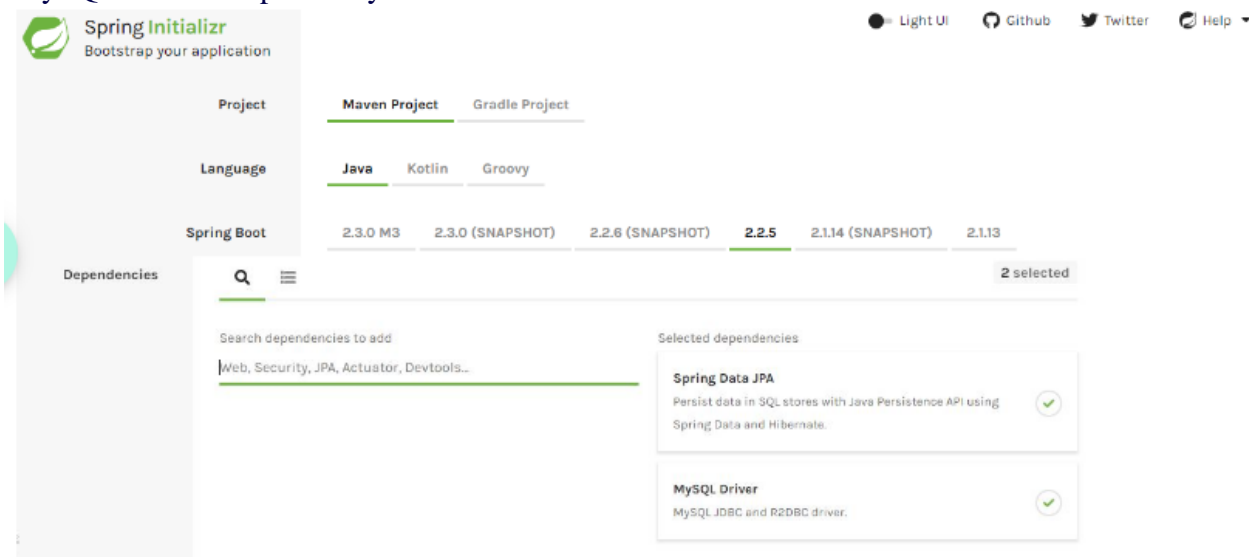 Spring Initializr
Bootstrap your application
Light UI Github Twitter Help
Project Maven Project Gradle Project
Language Java Kotlin Groovy
Spring Boot 2.3.0 M3 2.3.0 (SNAPSHOT) 2.2.6 (SNAPSHOT) 2.2.5 2.1.14 (SNAPSHOT) 2.1.13
Dependencies 2 selected
Search dependencies to add
Web, Security, JPA, Actuator, Devtools...
Selected dependencies
Spring Data JPA
Persist data in SQL stores with Java Persistence API using
Spring Data and Hibernate.
MySQL Driver
MySQL JDBC and R2DBC driver.